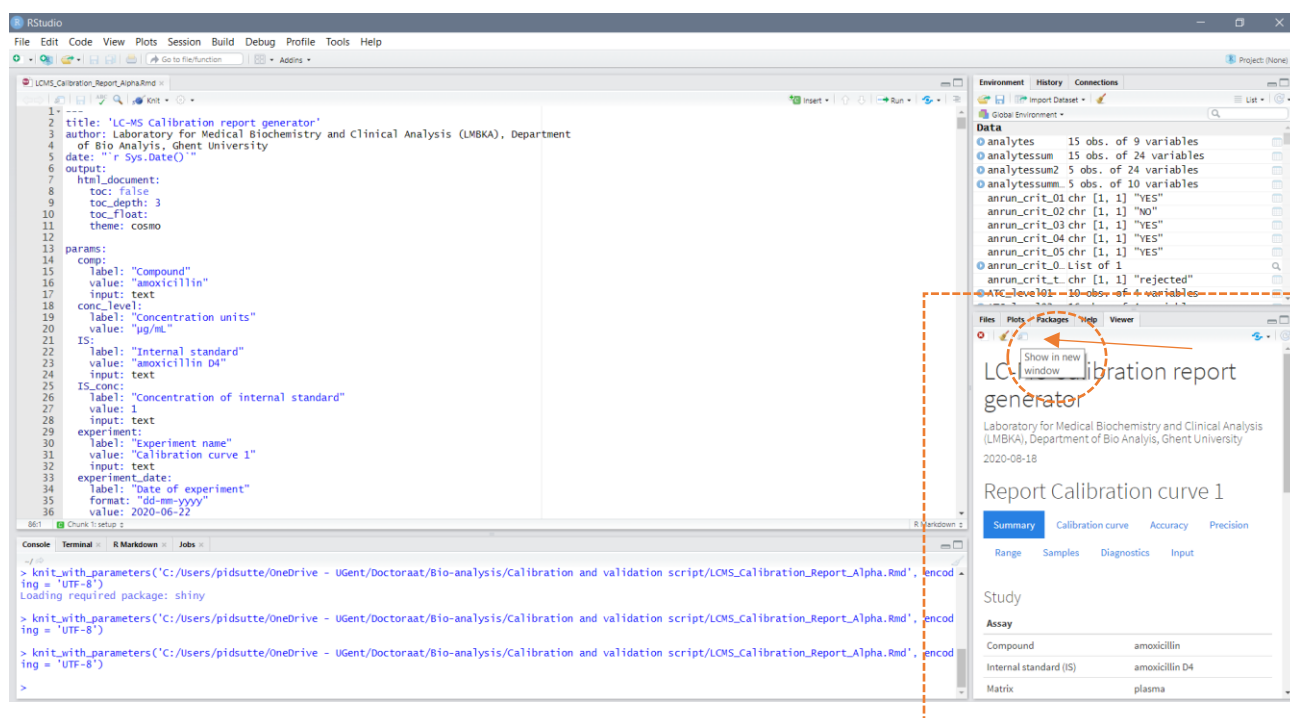 RStudio
File Edit Code View Plots Session Build Debug Profile Tools Help
Go to file/function Addins
Project: (None)
LCMS_Calibration_Report_Alpha.Rmd
Knit Insert Run
1 ---
2 title: 'LC-MS Calibration report generator'
3 author: Laboratory for Medical Biochemistry and Clinical Analysis (LMBKA), Department
4 of Bio Analyis, Ghent University
5 date: "`r Sys.Date()`"
6 output:
7 html_document:
8 toc: false
9 toc_depth: 3
10 toc_float:
11 theme: cosmo
12
13 params:
14 comp:
15 label: "Compound"
16 value: "amoxicillin"
17 input: text
18 conc_level:
19 label: "Concentration units"
20 value: "µg/mL"
21 IS:
22 label: "Internal standard"
23 value: "amoxicillin D4"
24 input: text
25 IS_conc:
26 label: "Concentration of internal standard"
27 value: 1
28 input: text
29 experiment:
30 label: "Experiment name"
31 value: "Calibration curve 1"
32 input: text
33 experiment_date:
34 label: "Date of experiment"
35 format: "dd-mm-yyyy"
36 value: 2020-06-22
86:1 Chunk 1: setup R Markdown
Console Terminal R Markdown Jobs
~/
> knit_with_parameters('C:/Users/pidsutte/OneDrive - UGent/Doctoraat/Bio-analysis/Calibration and validation script/LCMS_Calibration_Report_Alpha.Rmd', encod
ing = 'UTF-8')
Loading required package: shiny
> knit_with_parameters('C:/Users/pidsutte/OneDrive - UGent/Doctoraat/Bio-analysis/Calibration and validation script/LCMS_Calibration_Report_Alpha.Rmd', encod
ing = 'UTF-8')
> knit_with_parameters('C:/Users/pidsutte/OneDrive - UGent/Doctoraat/Bio-analysis/Calibration and validation script/LCMS_Calibration_Report_Alpha.Rmd', encod
ing = 'UTF-8')
>
Environment History Connections
Import Dataset List
Global Environment
Data
analytes 15 obs. of 9 variables
analytessum 15 obs. of 24 variables
analytessum2 5 obs. of 24 variables
analytessumm… 5 obs. of 10 variables
anrun_crit_01 chr [1, 1] "YES"
anrun_crit_02 chr [1, 1] "NO"
anrun_crit_03 chr [1, 1] "YES"
anrun_crit_04 chr [1, 1] "YES"
anrun_crit_05 chr [1, 1] "YES"
anrun_crit_0… List of 1
anrun_crit_t… chr [1, 1] "rejected"
ATC_level01 10 obs. of 4 variables
Files Plots Packages Help Viewer
Show in new
window
LC-MS Calibration report
generator
Laboratory for Medical Biochemistry and Clinical Analysis
(LMBKA), Department of Bio Analyis, Ghent University
2020-08-18
Report Calibration curve 1
Summary Calibration curve Accuracy Precision
Range Samples Diagnostics Input
Study
Assay
Compound amoxicillin
Internal standard (IS) amoxicillin D4
Matrix plasma